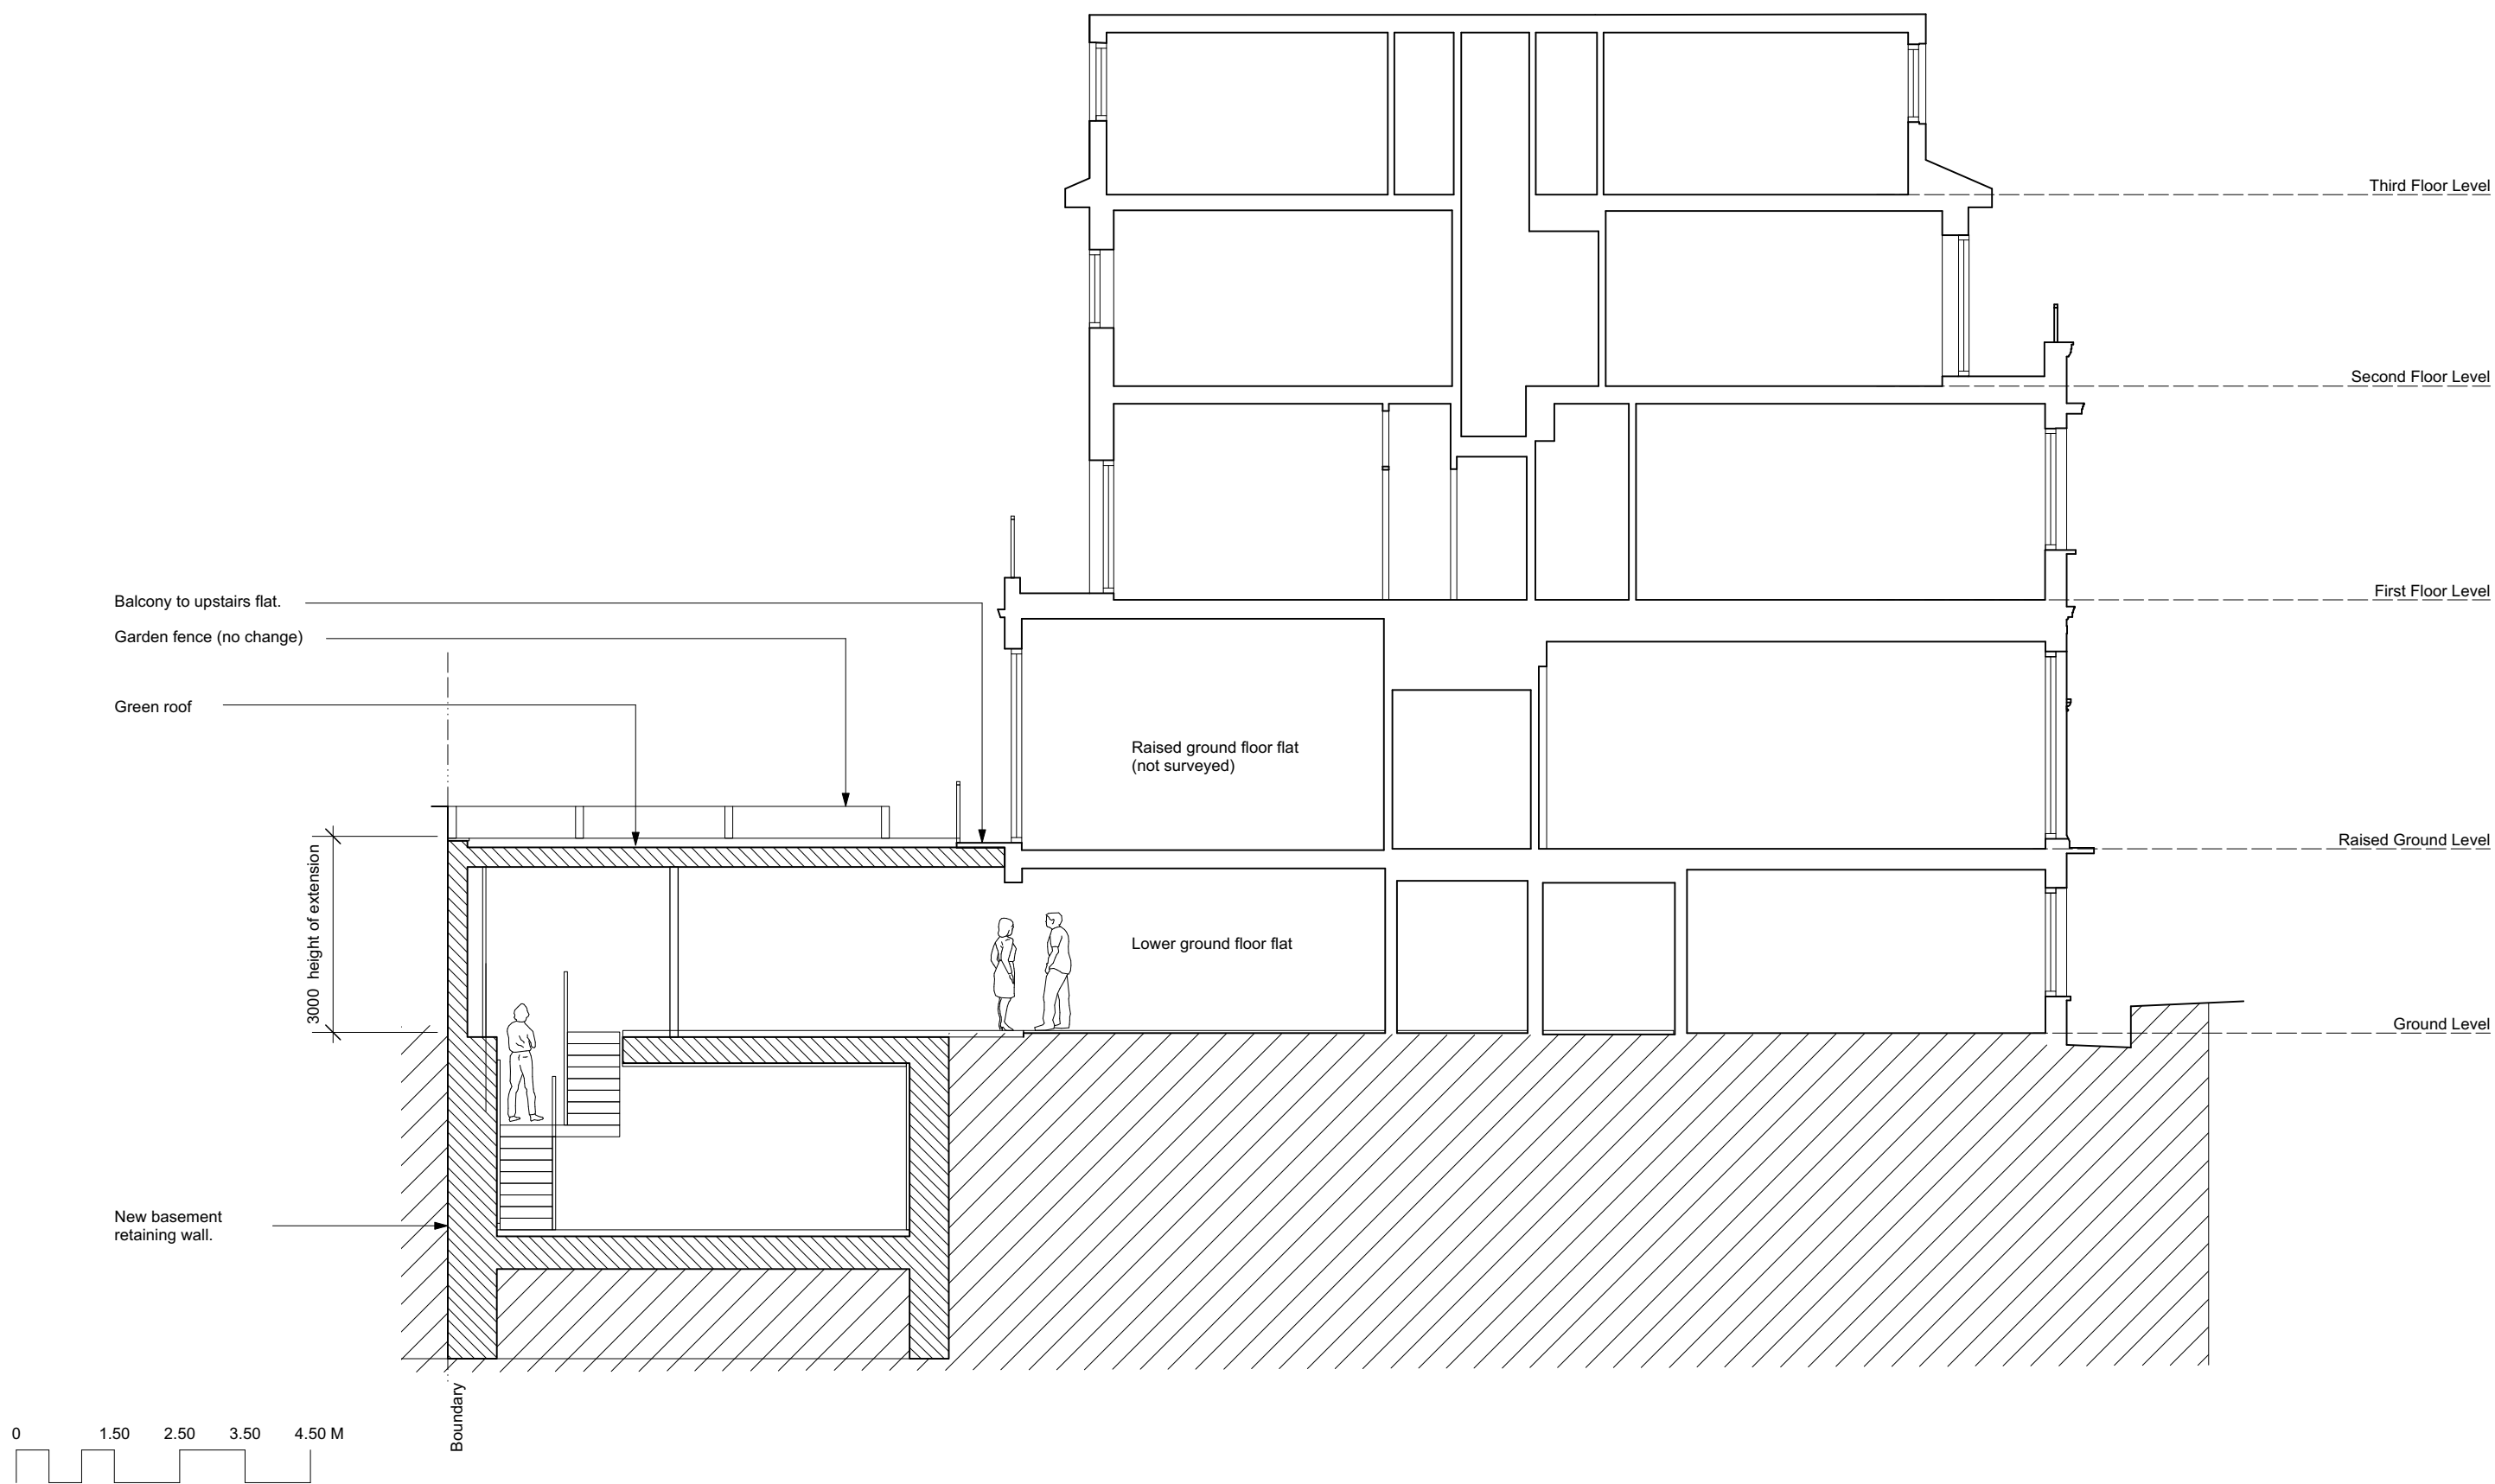 Third Floor Level
Second Floor Level
First Floor Level
Balcony to upstairs flat.
Garden fence (no change)
Green roof
Raised ground floor flat
(not surveyed)
Raised Ground Level
3000 height of extension
Lower ground floor flat
Ground Level
New basement
retaining wall.
Boundary
0 1.50 2.50 3.50 4.50 M